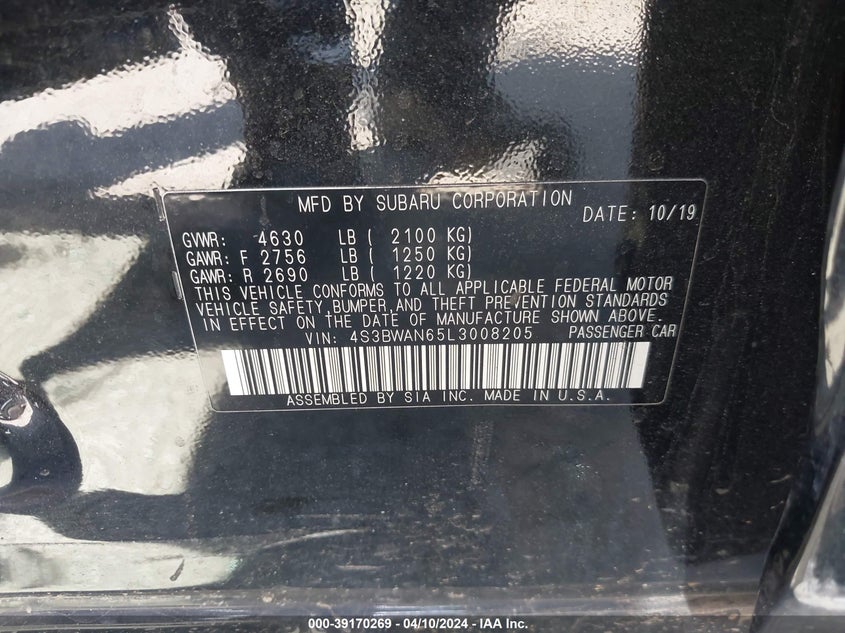 MFD BY SUBARU CORPORATION DATE: 10/19
GVWR: 4630 LB ( 2100 KG)
GAWR: F 2756 LB ( 1250 KG)
GAWR: R 2690 LB ( 1220 KG)
THIS VEHICLE CONFORMS TO ALL APPLICABLE FEDERAL MOTOR
VEHICLE SAFETY, BUMPER, AND THEFT PREVENTION STANDARDS
IN EFFECT ON THE DATE OF MANUFACTURE SHOWN ABOVE.
VIN: 4S3BWAN65L3008205 PASSENGER CAR
ASSEMBLED BY SIA INC. MADE IN U.S.A.
000-39170269 - 04/10/2024 - IAA Inc.